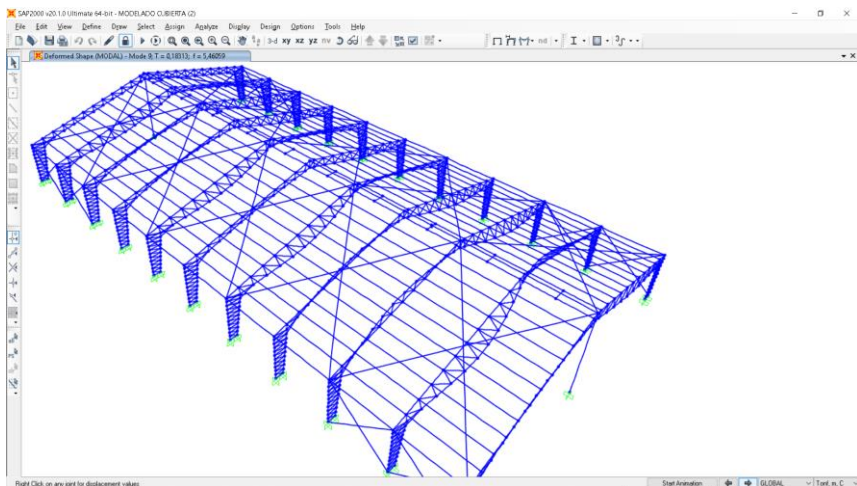 SAP2000 v20.1.0 Ultimate 64-bit - MODELADO CUBIERTA (2)
File Edit View Define Draw Select Assign Analyze Display Design Options Tools Help
3-d xy xz yz nv
nd
Deformed Shape (MODAL) - Mode 9; T = 0,18313; f = 5,46059
Right Click on any joint for displacement values
Start Animation
GLOBAL
Tonf, m, C